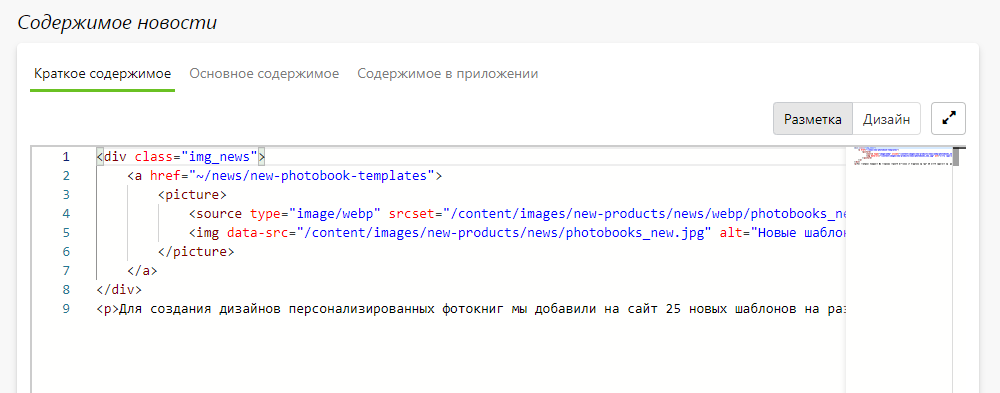 Содержимое новости
Краткое содержимое Основное содержимое Содержимое в приложении
Разметка Дизайн
1 <div class="img_news">
2 <a href="~/news/new-photobook-templates">
3 <picture>
4 <source type="image/webp" srcset="/content/images/new-products/news/webp/photobooks_ne
5 <img data-src="/content/images/new-products/news/photobooks_new.jpg" alt="Новые шаблон
6 </picture>
7 </a>
8 </div>
9 <p>Для создания дизайнов персонализированных фотокниг мы добавили на сайт 25 новых шаблонов на раз